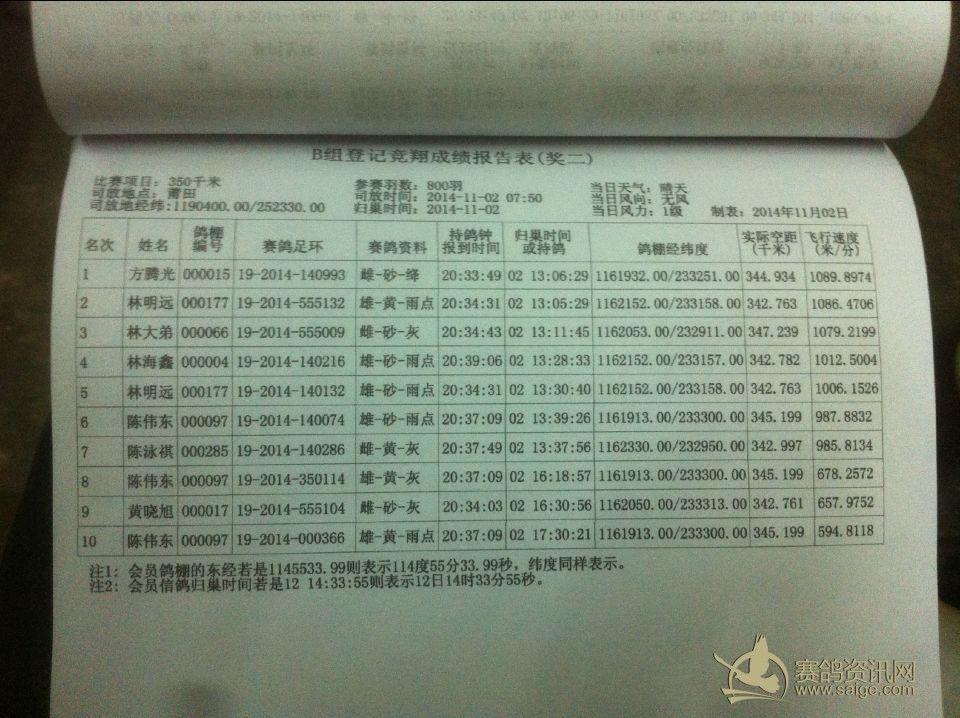 B组登记竞翔成绩报告表(奖二)
比赛项目: 350千米 参赛羽数: 800羽 当日天气: 晴天
司放地点: 莆田 司放时间: 2014-11-02 07:50 当日风向: 无风
司放地经纬:1190400.00/252330.00 归巢时间: 2014-11-02 当日风力: 1级 制表: 2014年11月02日
名次 姓名 鸽棚编号 赛鸽足环 赛鸽资料 持鸽钟报到时间 归巢时间或持鸽 鸽棚经纬度 实际空距(千米) 飞行速度(米/分)
1 方腾光 000015 19-2014-140993 雌-砂-绛 20:33:49 02 13:06:29 1161932.00/233251.00 344.934 1089.8974
2 林明远 000177 19-2014-555132 雄-黄-雨点 20:34:31 02 13:05:29 1162152.00/233158.00 342.763 1086.4706
3 林大弟 000066 19-2014-555009 雌-砂-灰 20:34:43 02 13:11:45 1162053.00/232911.00 347.239 1079.2199
4 林海鑫 000004 19-2014-140216 雄-砂-雨点 20:39:06 02 13:28:33 1162152.00/233157.00 342.782 1012.5004
5 林明远 000177 19-2014-140132 雄-砂-雨点 20:34:31 02 13:30:40 1162152.00/233158.00 342.763 1006.1526
6 陈伟东 000097 19-2014-140074 雄-砂-雨点 20:37:09 02 13:39:26 1161913.00/233300.00 345.199 987.8832
7 陈泳祺 000285 19-2014-140286 雌-黄-灰 20:37:49 02 13:37:56 1162330.00/232950.00 342.997 985.8134
8 陈伟东 000097 19-2014-350114 雄-黄-灰 20:37:09 02 16:18:57 1161913.00/233300.00 345.199 678.2572
9 黄晓旭 000017 19-2014-555104 雌-砂-灰 20:34:03 02 16:30:56 1162050.00/233313.00 342.761 657.9752
10 陈伟东 000097 19-2014-000366 雄-黄-雨点 20:37:09 02 17:30:21 1161913.00/233300.00 345.199 594.8118
注1: 会员鸽棚的东经若是1145533.99则表示114度55分33.99秒，纬度同样表示。
注2: 会员信鸽归巢时间若是12 14:33:55则表示12日14时33分55秒。
赛鸽资讯网
www.saige.com